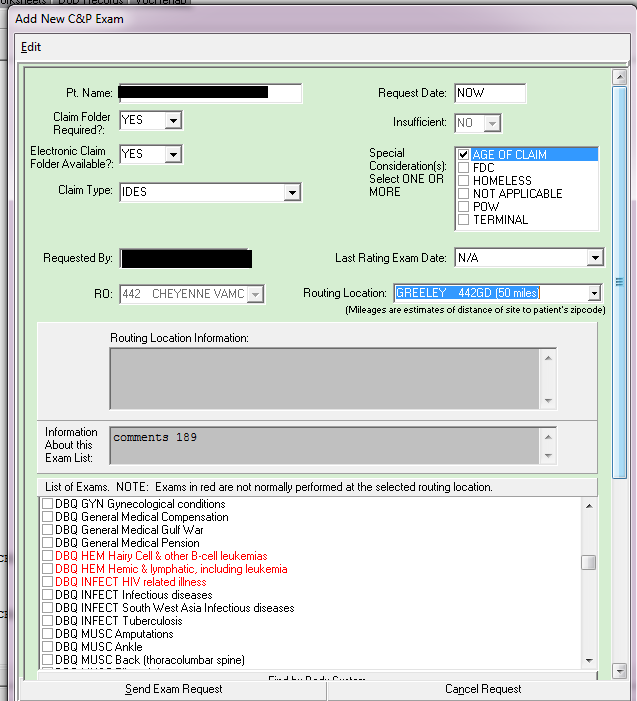 DoD Records VocRehab
Add New C&P Exam
Edit
Pt. Name:
Request Date: NOW
Claim Folder
Required?: YES
Insufficient: NO
Electronic Claim
Folder Available?: YES
Special
Consideration(s):
Select ONE OR
MORE
AGE OF CLAIM
FDC
HOMELESS
NOT APPLICABLE
POW
TERMINAL
Claim Type: IDES
Requested By:
Last Rating Exam Date: N/A
RO: 442 CHEYENNE VAMC
Routing Location: GREELEY 442GD (50 miles)
(Mileages are estimates of distance of site to patient's zipcode)
Routing Location Information:
Information
About this
Exam List:
comments 189
List of Exams. NOTE: Exams in red are not normally performed at the selected routing location.
DBQ GYN Gynecological conditions
DBQ General Medical Compensation
DBQ General Medical Gulf War
DBQ General Medical Pension
DBQ HEM Hairy Cell & other B-cell leukemias
DBQ HEM Hemic & lymphatic, including leukemia
DBQ INFECT HIV related illness
DBQ INFECT Infectious diseases
DBQ INFECT South West Asia Infectious diseases
DBQ INFECT Tuberculosis
DBQ MUSC Amputations
DBQ MUSC Ankle
DBQ MUSC Back (thoracolumbar spine)
Find by Body System
Send Exam Request
Cancel Request